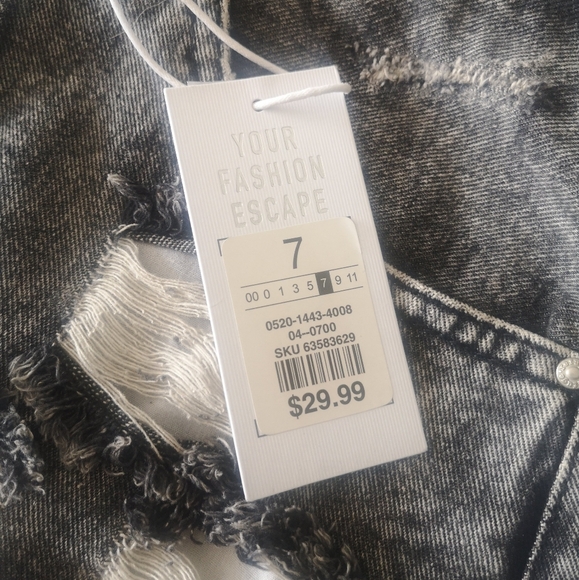 YOUR
FASHION
ESCAPE
7
00 0 1 3 5 7 9 11
0520-1443-4008
04--0700
SKU 63583629
$29.99